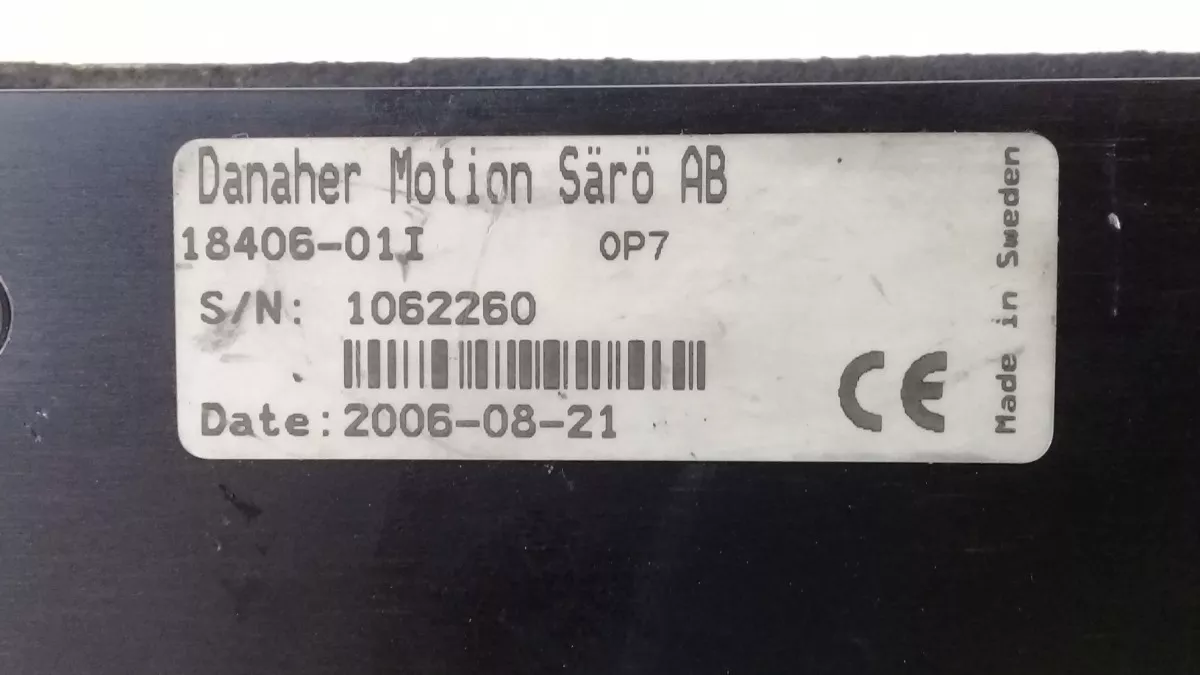 Danaher Motion Särö AB
18406-01I OP7
S/N: 1062260
Date: 2006-08-21
CE
Made in Sweden